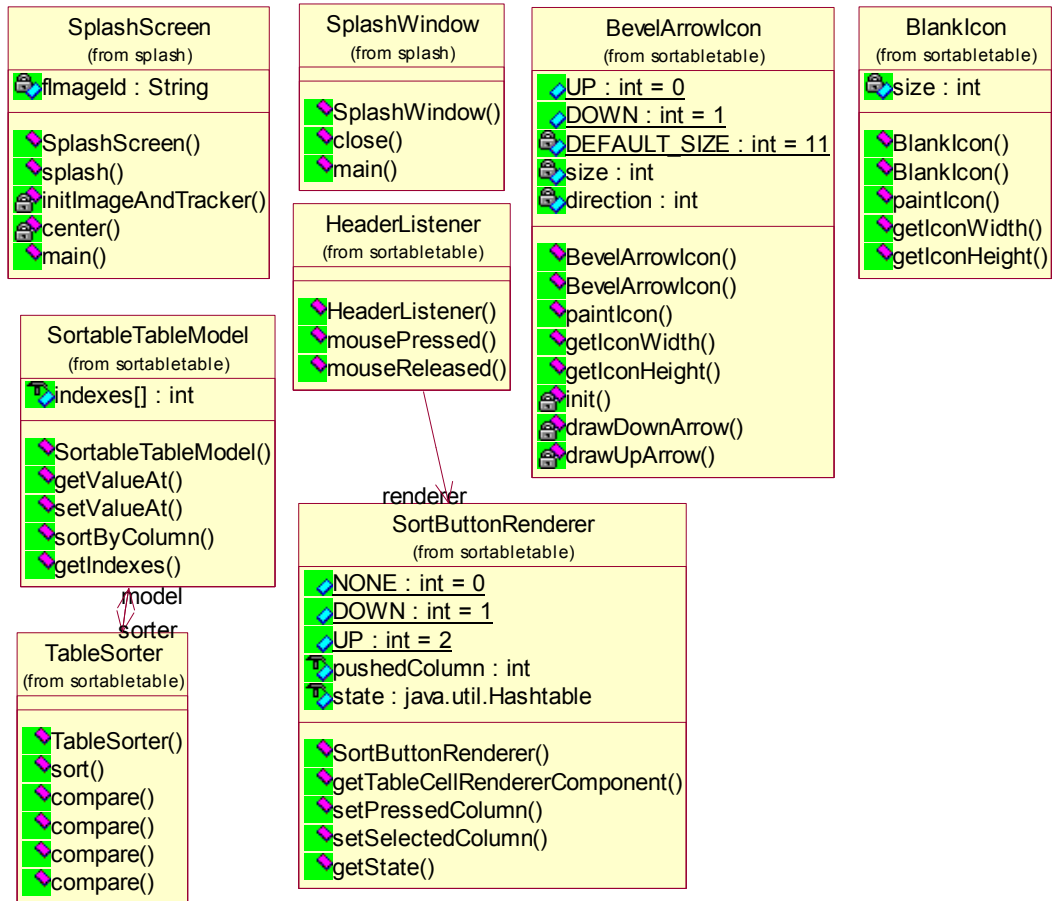 SplashScreen
(from splash)
fImageId : String
SplashScreen()
splash()
initImageAndTracker()
center()
main()
SplashWindow
(from splash)
SplashWindow()
close()
main()
BevelArrowIcon
(from sortabletable)
UP : int = 0
DOWN : int = 1
DEFAULT_SIZE : int = 11
size : int
direction : int
BevelArrowIcon()
BevelArrowIcon()
paintIcon()
getIconWidth()
getIconHeight()
init()
drawDownArrow()
drawUpArrow()
BlankIcon
(from sortabletable)
size : int
BlankIcon()
BlankIcon()
paintIcon()
getIconWidth()
getIconHeight()
HeaderListener
(from sortabletable)
HeaderListener()
mousePressed()
mouseReleased()
SortableTableModel
(from sortabletable)
indexes[] : int
SortableTableModel()
getValueAt()
setValueAt()
sortByColumn()
getIndexes()
model
sorter
TableSorter
(from sortabletable)
TableSorter()
sort()
compare()
compare()
compare()
compare()
renderer
SortButtonRenderer
(from sortabletable)
NONE : int = 0
DOWN : int = 1
UP : int = 2
pushedColumn : int
state : java.util.Hashtable
SortButtonRenderer()
getTableCellRendererComponent()
setPressedColumn()
setSelectedColumn()
getState()